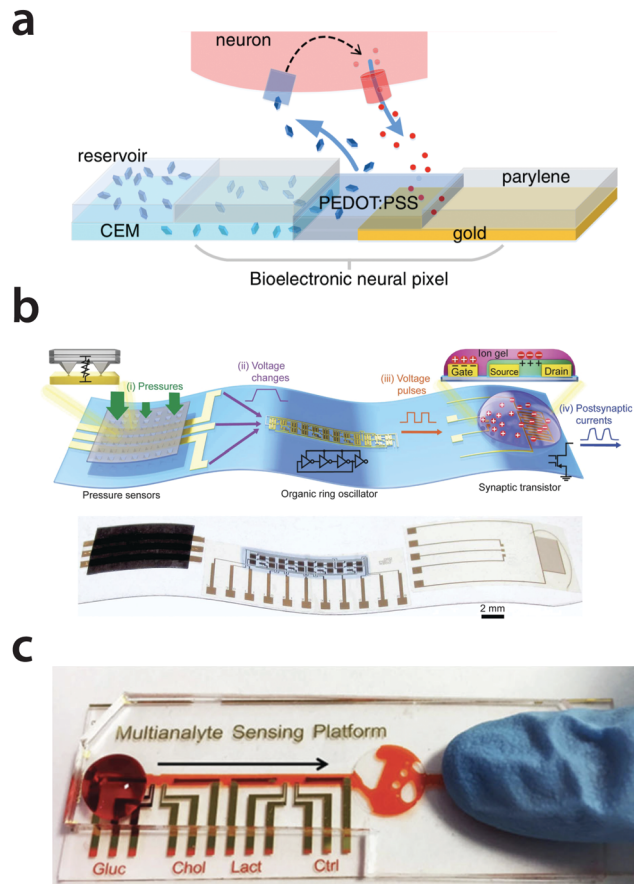 a
neuron
reservoir
PEDOT:PSS
parylene
CEM
gold
Bioelectronic neural pixel
b
(i) Pressures
(ii) Voltage
changes
(iii) Voltage
pulses
Ion gel
+++
Gate
Source
Drain
+++
(iv) Postsynaptic
currents
Pressure sensors
Organic ring oscillator
Synaptic transistor
2 mm
c
Multianalyte Sensing Platform
Gluc
Chol
Lact
Ctrl